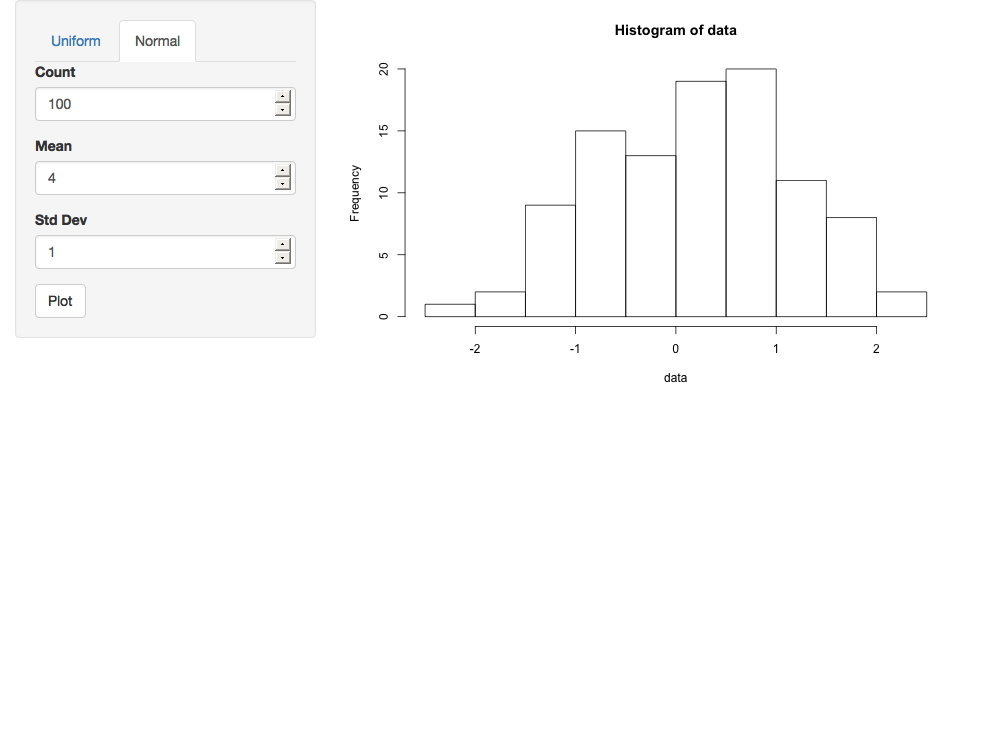 Uniform Normal
Count
100
Mean
4
Std Dev
1
Plot
Histogram of data
Frequency
20
15
10
5
0
-2 -1 0 1 2
data